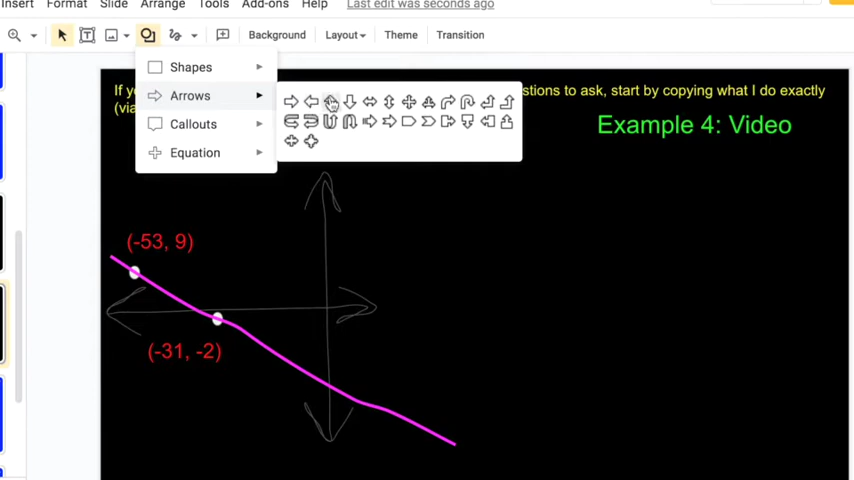 Insert Format Slide Arrange Tools Add-ons Help Last edit was seconds ago
Background Layout Theme Transition
Shapes
Arrows
Callouts
Equation
If y stions to ask, start by copying what I do exactly
(via
Example 4: Video
(-53, 9)
(-31, -2)